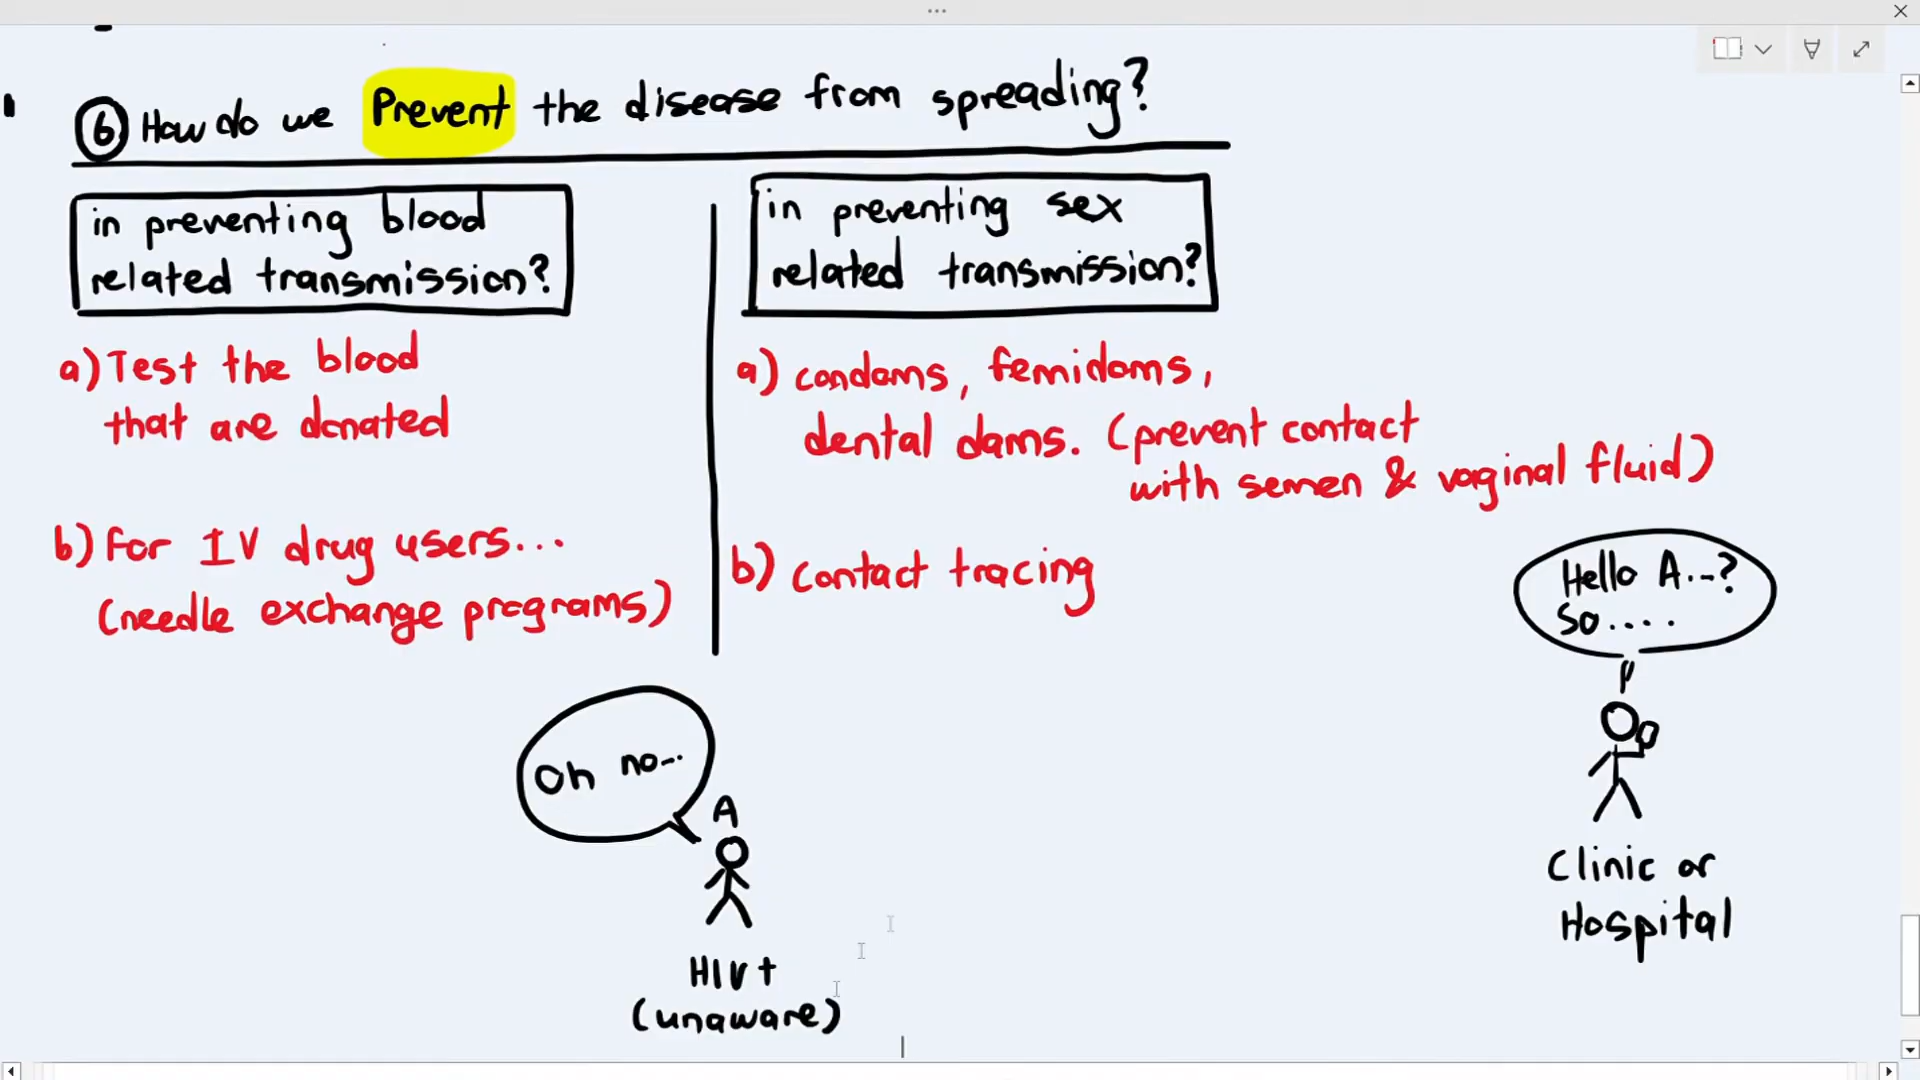 6 How do we Prevent the disease from spreading?
in preventing blood
related transmission?
a) Test the blood
that are donated
b) For IV drug users...
(needle exchange programs)
in preventing sex
related transmission?
a) condoms, femidoms,
dental dams. (prevent contact
with semen & vaginal fluid)
b) contact tracing
Hello A...?
So....
Clinic or
Hospital
Oh no...
A
HIV+
(unaware)